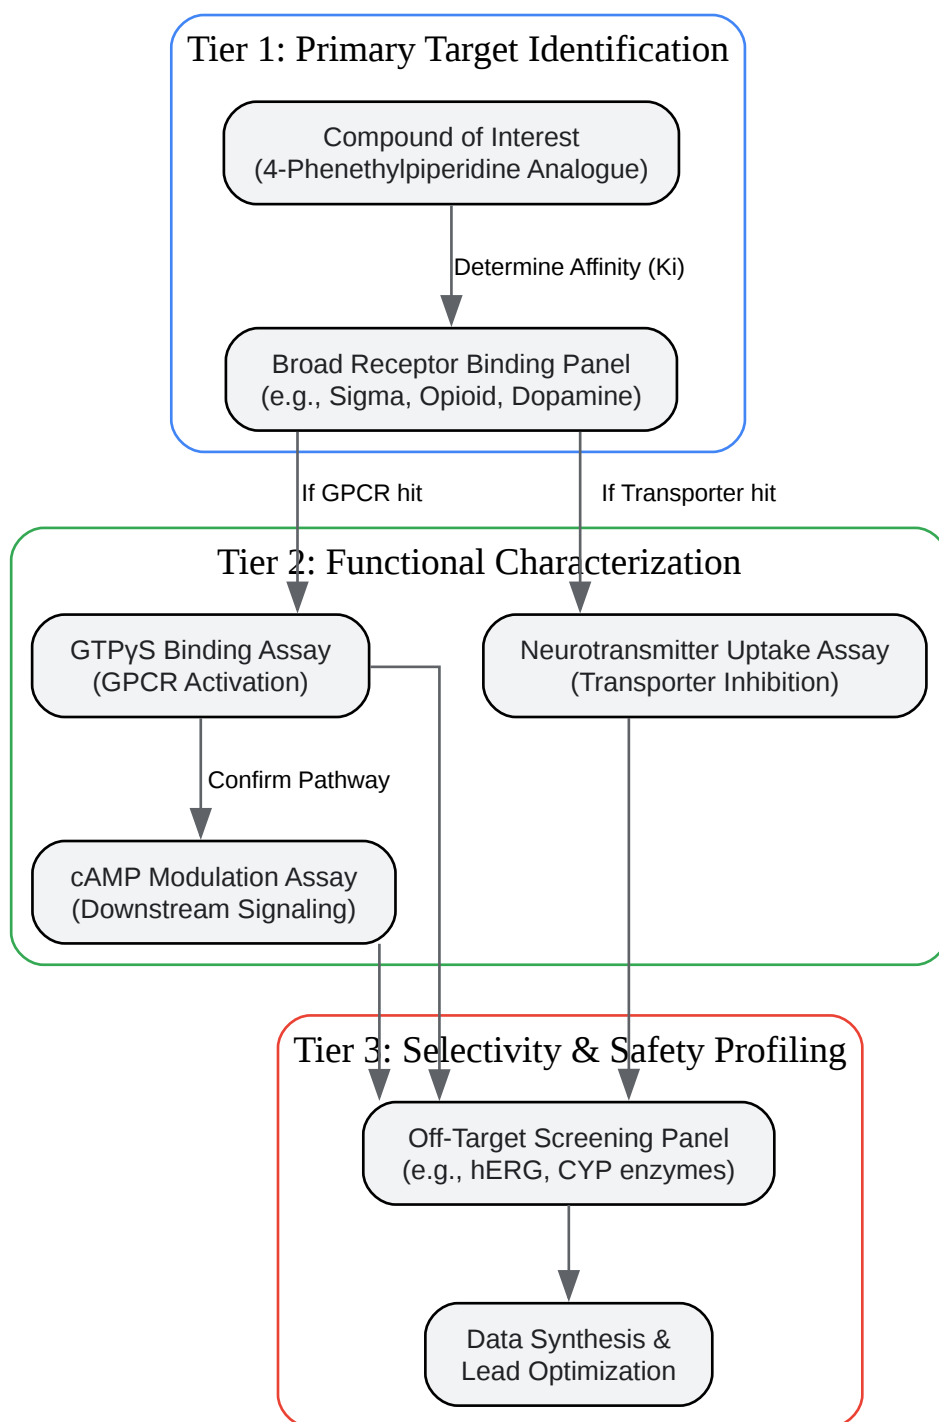 Tier 1: Primary Target Identification
Compound of Interest
(4-Phenethylpiperidine Analogue)
Determine Affinity (Ki)
Broad Receptor Binding Panel
(e.g., Sigma, Opioid, Dopamine)
If GPCR hit
If Transporter hit
Tier 2: Functional Characterization
GTPγS Binding Assay
(GPCR Activation)
Neurotransmitter Uptake Assay
(Transporter Inhibition)
Confirm Pathway
cAMP Modulation Assay
(Downstream Signaling)
Tier 3: Selectivity & Safety Profiling
Off-Target Screening Panel
(e.g., hERG, CYP enzymes)
Data Synthesis &
Lead Optimization